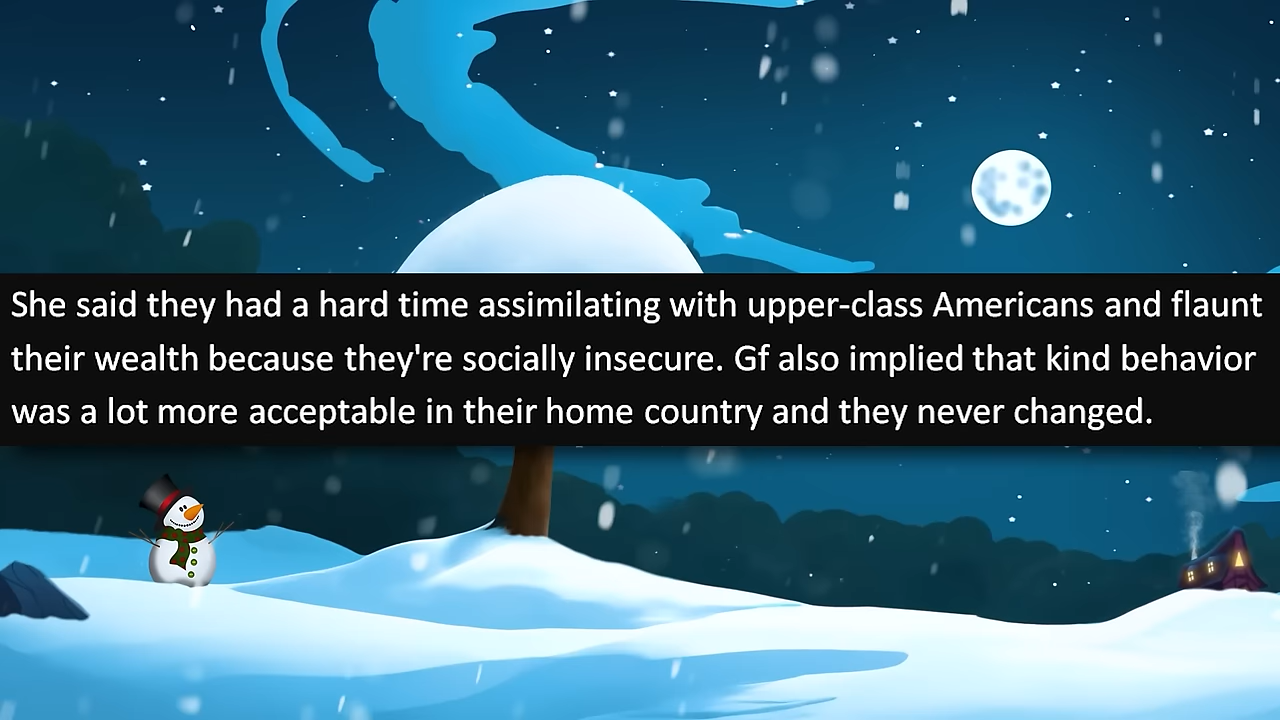 She said they had a hard time assimilating with upper-class Americans and flaunt
their wealth because they're socially insecure. Gf also implied that kind behavior
was a lot more acceptable in their home country and they never changed.